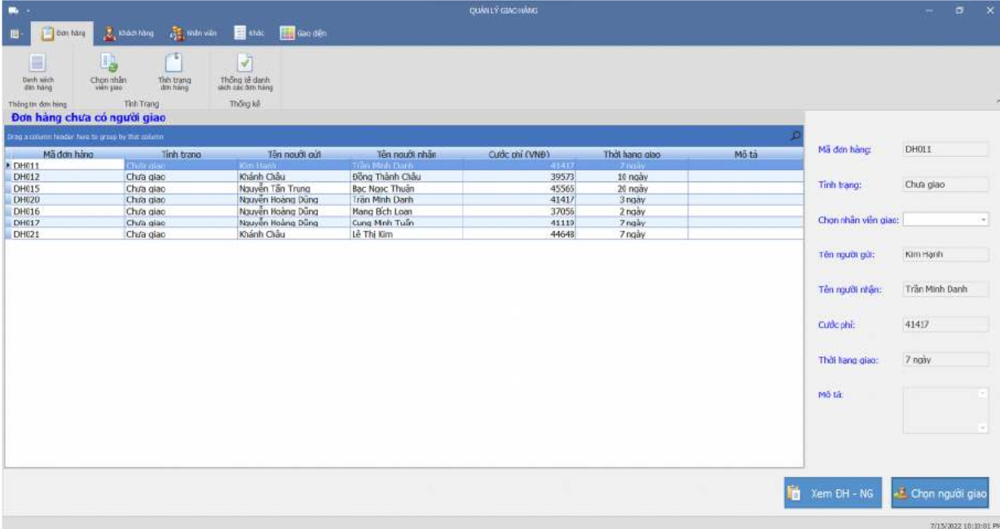 QUẢN LÝ GIAO HÀNG
Đơn hàng Khách hàng Nhân viên Khác Giao diện
Danh sách đơn hàng
Chọn nhân viên giao
Tình trạng đơn hàng
Thống kê danh sách các đơn hàng
Thông tin đơn hàng Tình Trạng Thống kê
Đơn hàng chưa có người giao
Drag a column header here to group by that column
Mã đơn hàng Tình trạng Tên người gửi Tên người nhận Cước phí (VNĐ) Thời hạng giao Mô tả
DH011 Chưa giao Kim Hạnh Trần Minh Danh 41417 7 ngày
DH012 Chưa giao Khánh Châu Đồng Thành Châu 39573 10 ngày
DH015 Chưa giao Nguyễn Tấn Trung Bạc Ngọc Thuận 45565 20 ngày
DH020 Chưa giao Nguyễn Hoàng Dũng Trần Minh Danh 41417 3 ngày
DH016 Chưa giao Nguyễn Hoàng Dũng Mang Bích Loan 37056 2 ngày
DH017 Chưa giao Nguyễn Hoàng Dũng Cung Minh Tuấn 41119 7 ngày
DH021 Chưa giao Khánh Châu Lê Thị Kim 44648 7 ngày
Mã đơn hàng: DH011
Tình trạng: Chưa giao
Chọn nhân viên giao:
Tên người gửi: Kim Hạnh
Tên người nhận: Trần Minh Danh
Cước phí: 41417
Thời hạng giao: 7 ngày
Mô tả:
Xem ĐH - NG Chọn người giao
7/15/2022 10:10:01 PM